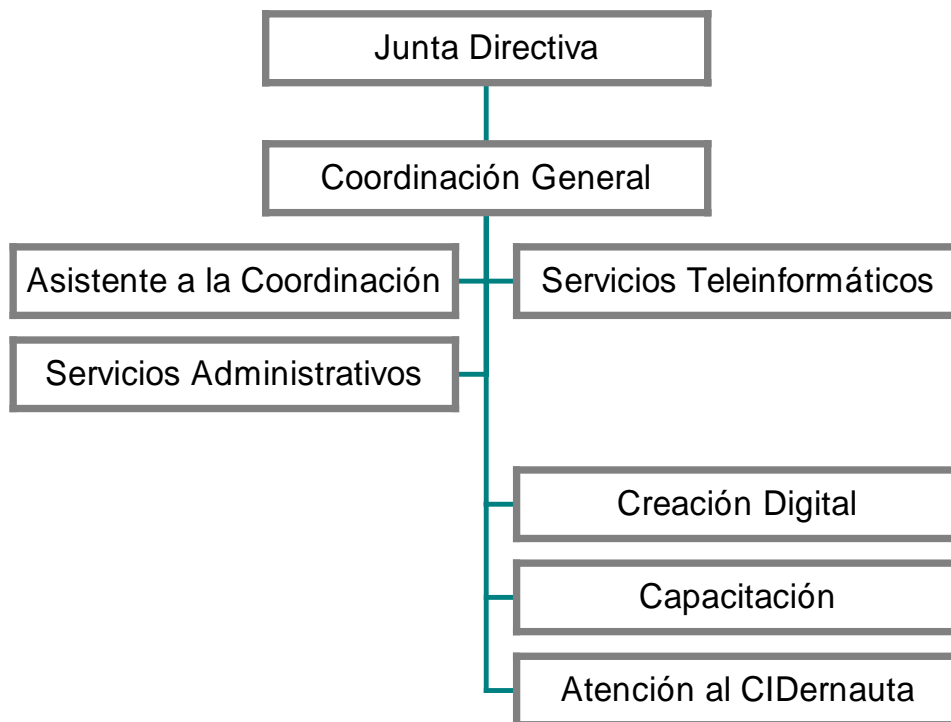 Junta Directiva
Coordinación General
Asistente a la Coordinación
Servicios Teleinformáticos
Servicios Administrativos
Creación Digital
Capacitación
Atención al CIDernauta